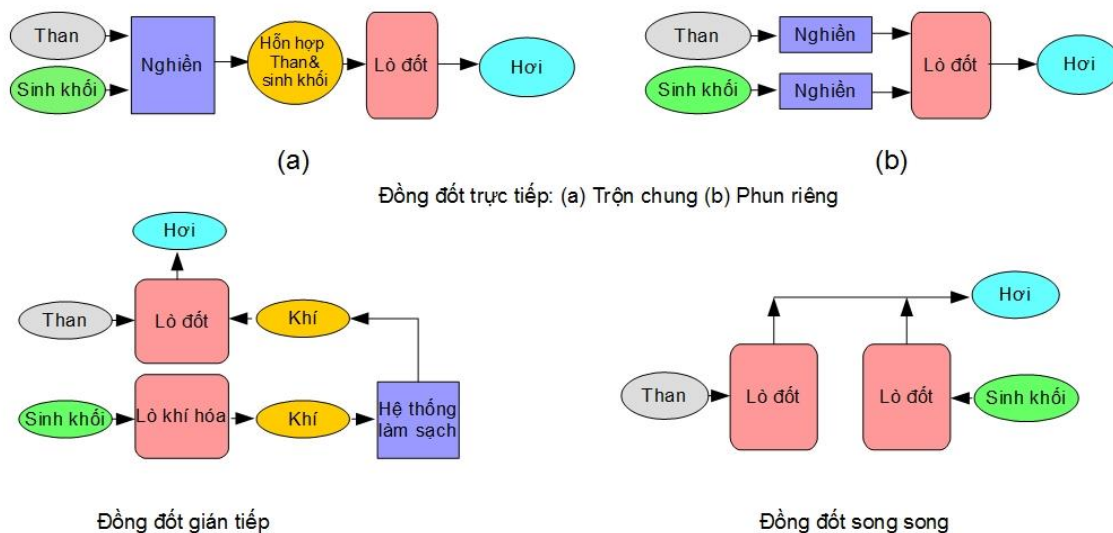 Than
Sinh khối
Nghiền
Hỗn hợp
Than&
sinh khối
Lò đốt
Hơi
(a)
Than
Sinh khối
Nghiền
Nghiền
Lò đốt
Hơi
(b)
Đồng đốt trực tiếp: (a) Trộn chung (b) Phun riêng
Hơi
Than
Lò đốt
Khí
Sinh khối
Lò khí hóa
Khí
Hệ thống
làm sạch
Đồng đốt gián tiếp
Hơi
Than
Lò đốt
Lò đốt
Sinh khối
Đồng đốt song song